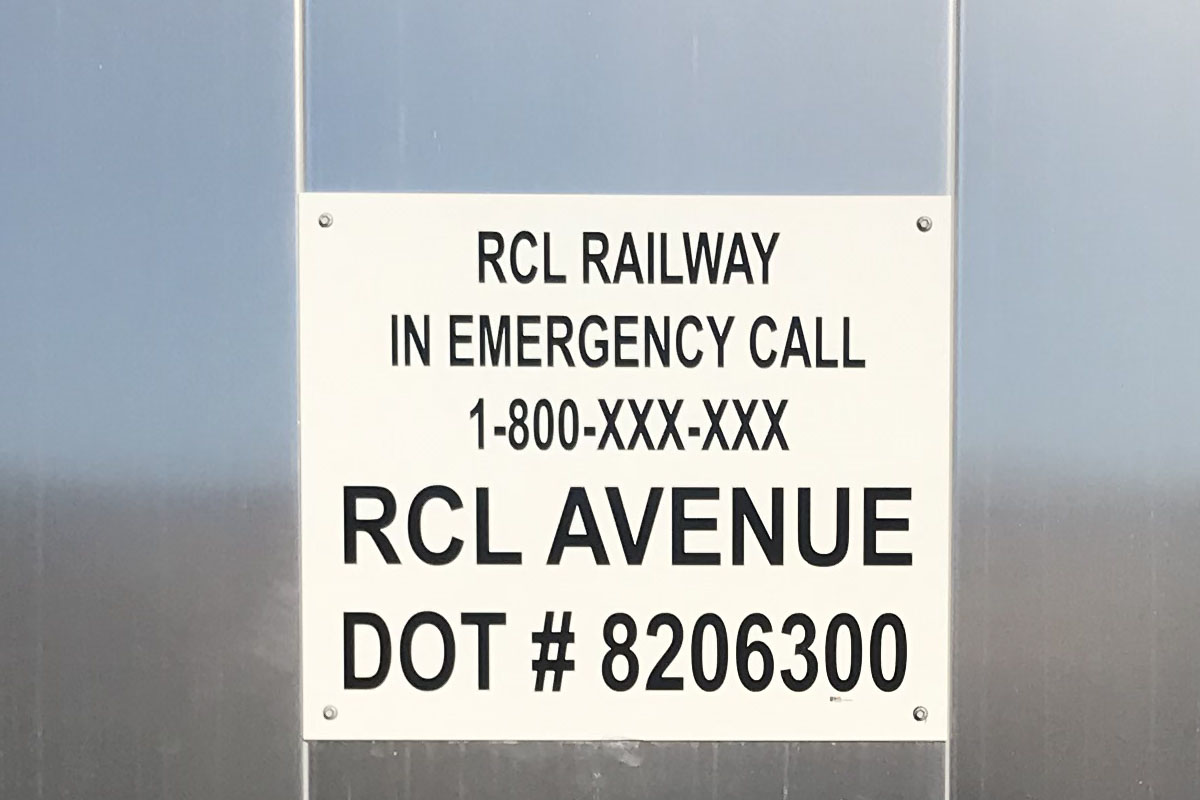 RCL RAILWAY
IN EMERGENCY CALL
1-800-XXX-XXX
RCL AVENUE
DOT # 8206300